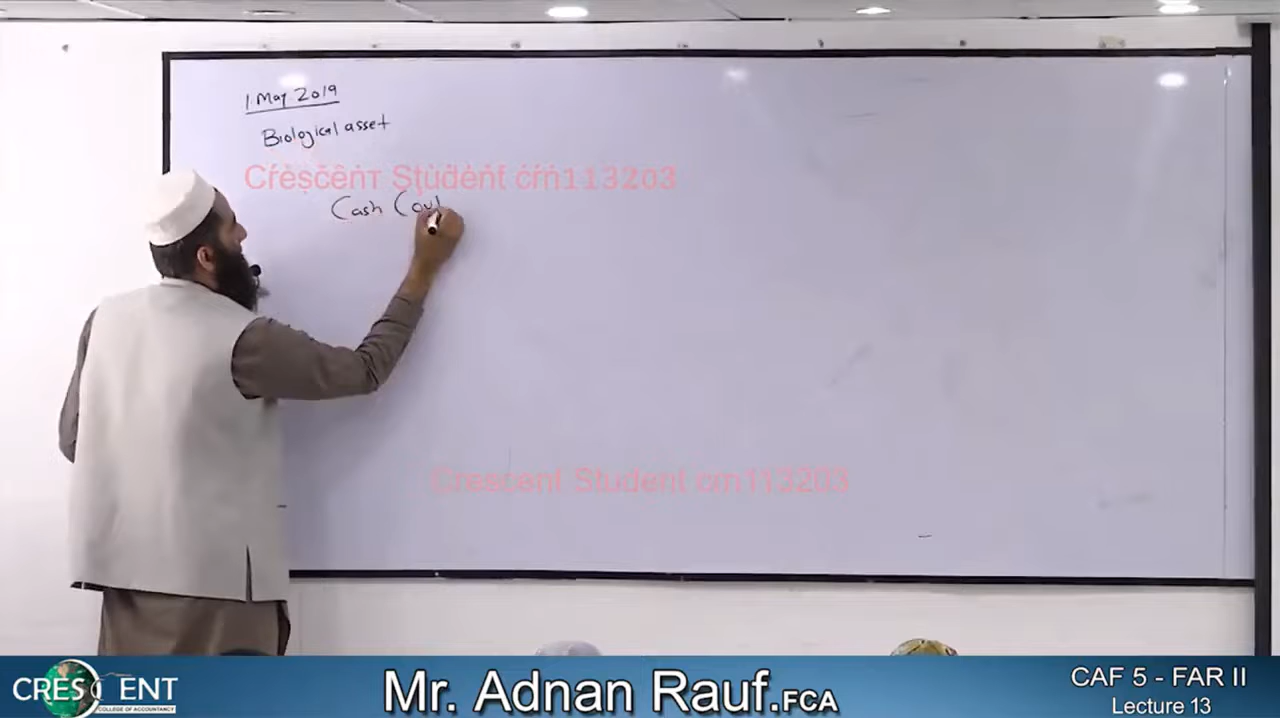 1 May 2019
Biological asset
Crescent Student crn113203
Cash
Crescent Student crn113203
CRESCENT
COLLEGE OF ACCOUNTANCY
Mr. Adnan Rauf.FCA
CAF 5 - FAR II
Lecture 13